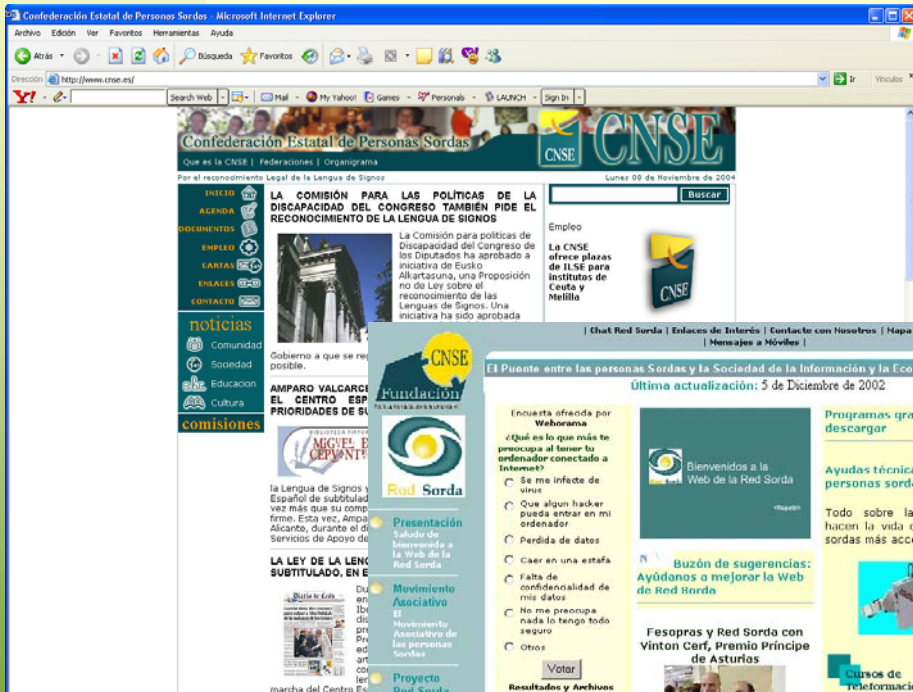 Confederación Estatal de Personas Sordas - Microsoft Internet Explorer
Archivo Edición Ver Favoritos Herramientas Ayuda
Atrás Búsqueda Favoritos
Dirección http://www.cnse.es/ Ir Vínculos
Y! Search Web Mail My Yahoo! Games Personals LAUNCH Sign In
Confederación Estatal de Personas Sordas
CNSE CNSE
Que es la CNSE | Federaciones | Organigrama
Por el reconocimiento Legal de la Lengua de Signos Lunes 08 de Noviembre de 2004
INICIO
AGENDA
DOCUMENTOS
EMPLEO
CARTAS
ENLACES
CONTACTO
noticias
Comunidad
Sociedad
abc Educacion
Cultura
comisiones
LA COMISIÓN PARA LAS POLÍTICAS DE LA
DISCAPACIDAD DEL CONGRESO TAMBIÉN PIDE EL
RECONOCIMIENTO DE LA LENGUA DE SIGNOS
La Comisión para politicas de
Discapacidad del Congreso de
los Diputados ha aprobado a
iniciativa de Eusko
Alkartasuna, una Proposición
no de Ley sobre el
reconocimiento de las
Lenguas de Signos. Una
iniciativa ha sido aprobada
Gobierno a que se
posible.
AMPARO
EL CENTRO
PRIORIDADES DE
BIBLIOTECA
MIGUEL
la Lengua de Signos y
Español de
vez más que su
firme. Esta vez,
Alicante, durante el
Servicios de Apoyo de
LA LEY DE LA
SUBTITULADO, EN
Diario de León
marcha del Centro
Buscar
Empleo
La CNSE
ofrece plazas
de ILSE para
institutos de
Ceuta y
Melilla
CNSE
| Chat Red Sorda | Enlaces de Interés | Contacte con Nosotros | Mapa
| Mensajes a Móviles |
CNSE
Fundación
El Puente entre las personas Sordas y la Sociedad de la Información y la
Última actualización: 5 de Diciembre de 2002
Red Sorda
Presentación
Saludo de
bienvenida a
la Web de la
Red Sorda
Movimiento
Asociativo
El
Movimiento
Asociativo de
las personas
Sordas
Proyecto
Red Sorda
Encuesta ofrecida por
Weborama
¿Qué es lo que más te
preocupa al tener tu
ordenador conectado a
Internet?
Se me infecte de
virus
Que algun hacker
pueda entrar en mi
ordenador
Perdida de datos
Caer en una estafa
Falta de
confidencialidad de
mis datos
No me preocupa
nada lo tengo todo
seguro
Otros
Votar
Resultados y Archivos
Bienvenidos a la
Web de la Red Sorda
Buzón de sugerencias:
Ayúdanos a mejorar la Web
de Red Sorda
Fesopras y Red Sorda con
Vinton Cerf, Premio Príncipe
de Asturias
Programas
descargar
Ayudas
personas
Todo sobre
hacen la vida
sordas más
Cursos de